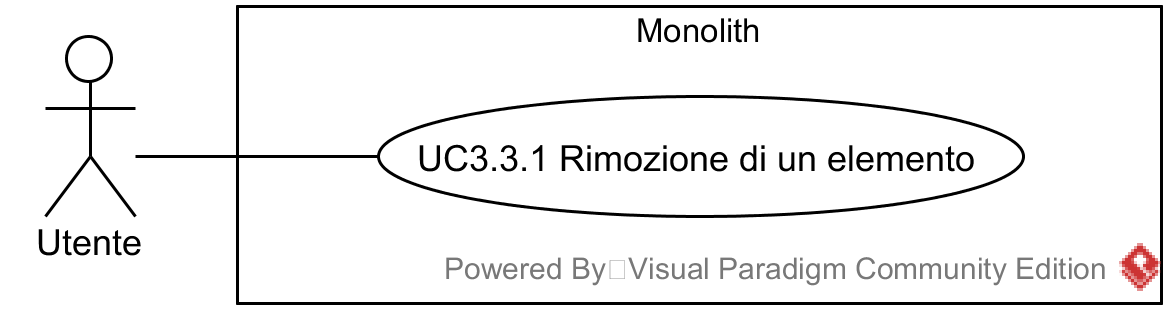 Monolith
UC3.3.1 Rimozione di un elemento
Utente
Powered By Visual Paradigm Community Edition